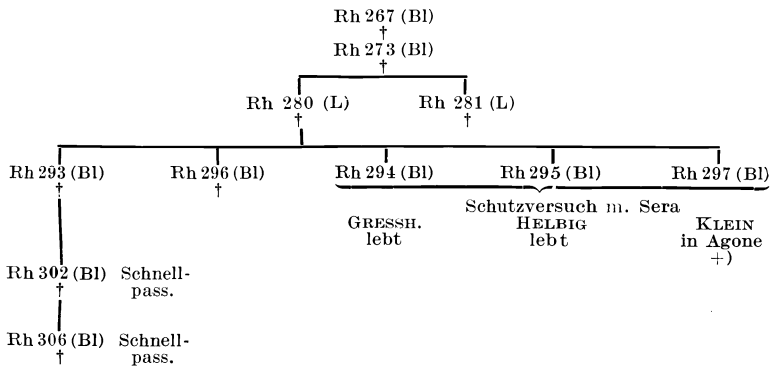 Rh 267 (Bl)
†
Rh 273 (Bl)
†
Rh 280 (L) Rh 281 (L)
† †
Rh 293 (Bl) Rh 296 (Bl) Rh 294 (Bl) Rh 295 (Bl) Rh 297 (Bl)
† †
Schutzversuch m. Sera
GRESSH. HELBIG KLEIN
lebt lebt in Agone
+)
Rh 302 (Bl) Schnell-
† pass.
Rh 306 (Bl) Schnell-
† pass.